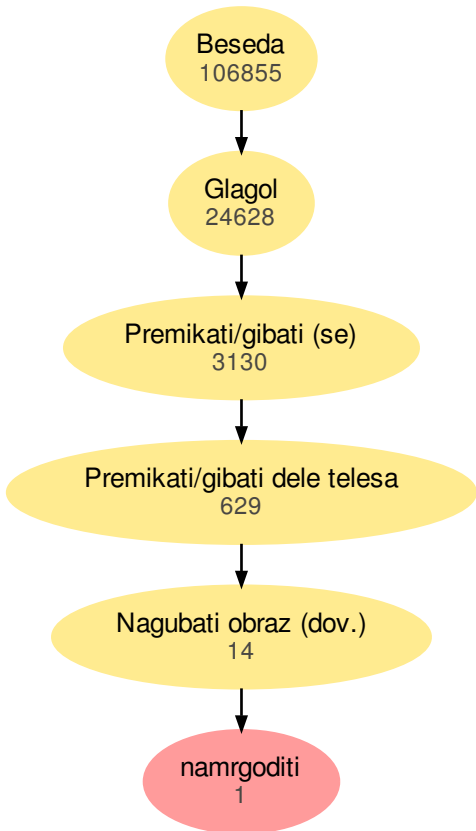 Beseda
106855
Glagol
24628
Premikati/gibati (se)
3130
Premikati/gibati dele telesa
629
Nagubati obraz (dov.)
14
namrgoditi
1